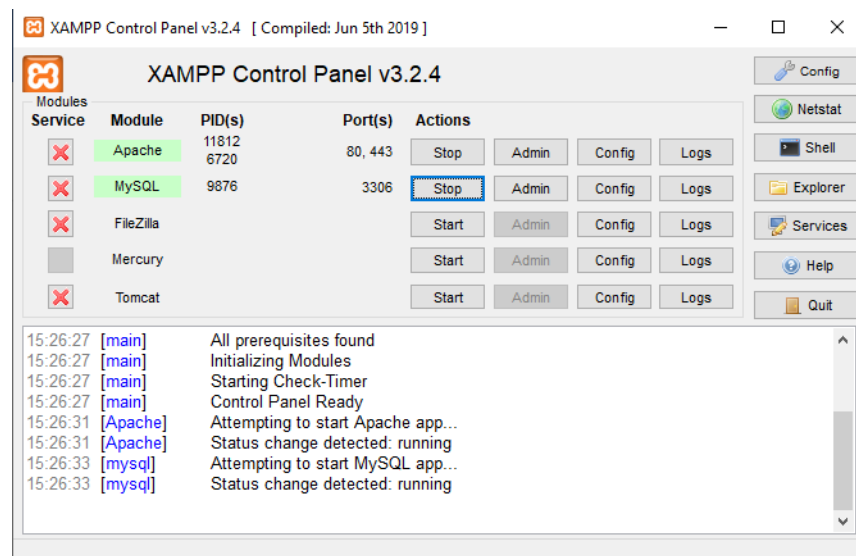 XAMPP Control Panel v3.2.4 [ Compiled: Jun 5th 2019 ]
XAMPP Control Panel v3.2.4
Config
Modules
Service Module PID(s) Port(s) Actions
Netstat
Apache 11812 6720 80, 443 Stop Admin Config Logs
Shell
MySQL 9876 3306 Stop Admin Config Logs
Explorer
FileZilla Start Admin Config Logs
Services
Mercury Start Admin Config Logs
Help
Tomcat Start Admin Config Logs
Quit
15:26:27 [main] All prerequisites found
15:26:27 [main] Initializing Modules
15:26:27 [main] Starting Check-Timer
15:26:27 [main] Control Panel Ready
15:26:31 [Apache] Attempting to start Apache app...
15:26:31 [Apache] Status change detected: running
15:26:33 [mysql] Attempting to start MySQL app...
15:26:33 [mysql] Status change detected: running